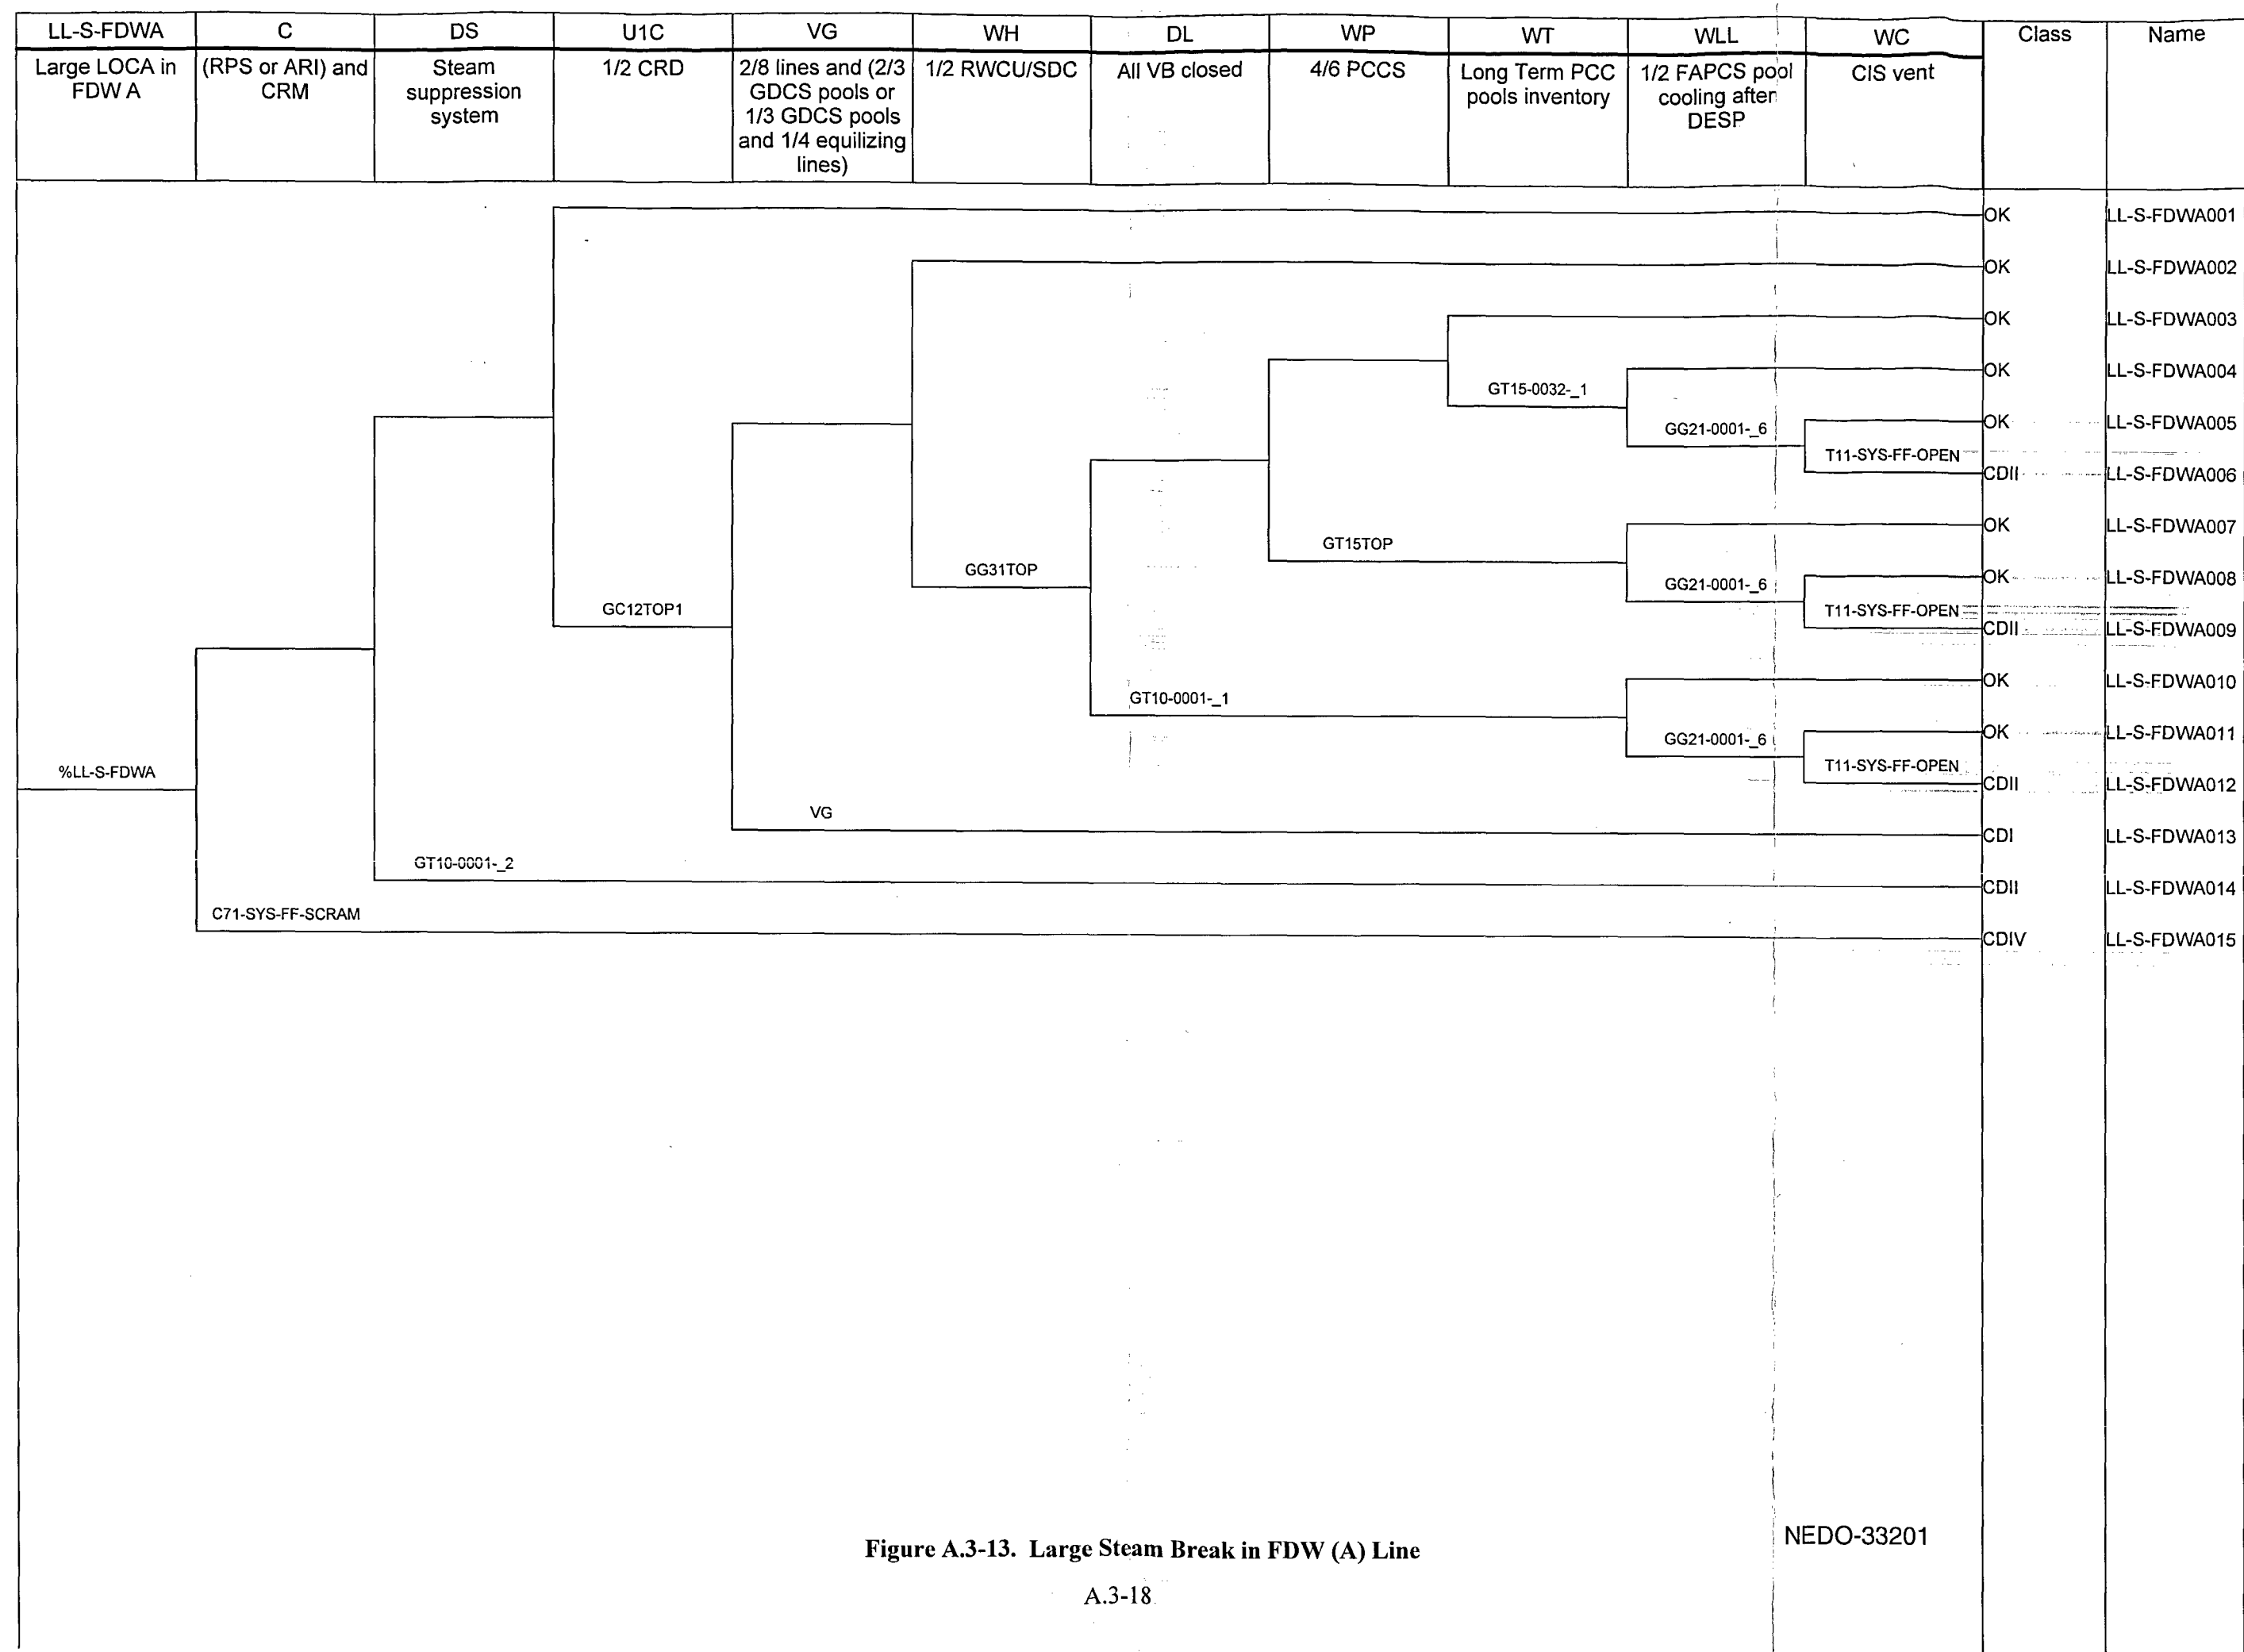 LL-S-FDWA C DS U1C VG WH DL WP WT WLL WC Class Name
Large LOCA in FDW A
(RPS or ARI) and CRM
Steam suppression system
1/2 CRD
2/8 lines and (2/3 GDCS pools or 1/3 GDCS pools and 1/4 equilizing lines)
1/2 RWCU/SDC
All VB closed
4/6 PCCS
Long Term PCC pools inventory
1/2 FAPCS pool cooling after DESP
CIS vent
OK LL-S-FDWA001
OK LL-S-FDWA002
OK LL-S-FDWA003
OK LL-S-FDWA004
GT15-0032-_1
OK LL-S-FDWA005
GG21-0001-_6
T11-SYS-FF-OPEN
CDII LL-S-FDWA006
OK LL-S-FDWA007
GT15TOP
GG31TOP
OK LL-S-FDWA008
GG21-0001-_6
GC12TOP1
T11-SYS-FF-OPEN
CDII LL-S-FDWA009
OK LL-S-FDWA010
GT10-0001-_1
OK LL-S-FDWA011
GG21-0001-_6
%LL-S-FDWA
T11-SYS-FF-OPEN
CDII LL-S-FDWA012
VG
CDI LL-S-FDWA013
GT10-0001-_2
CDII LL-S-FDWA014
C71-SYS-FF-SCRAM
CDIV LL-S-FDWA015
NEDO-33201
Figure A.3-13. Large Steam Break in FDW (A) Line
A.3-18